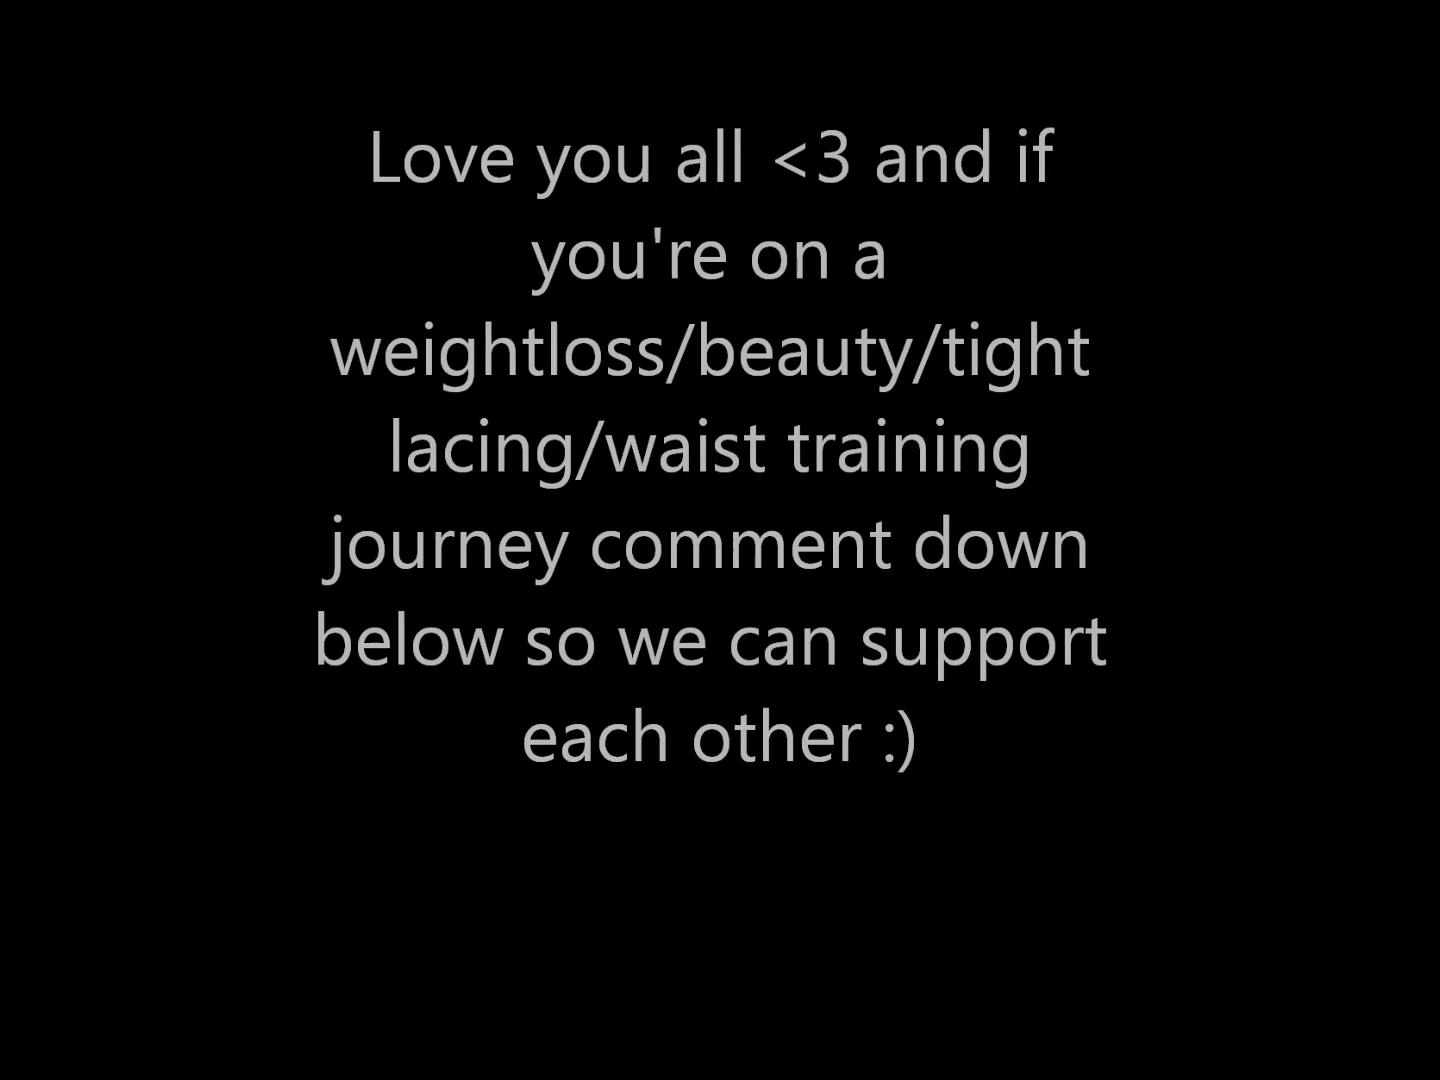 Love you all <3 and if
you're on a
weightloss/beauty/tight
lacing/waist training
journey comment down
below so we can support
each other :)